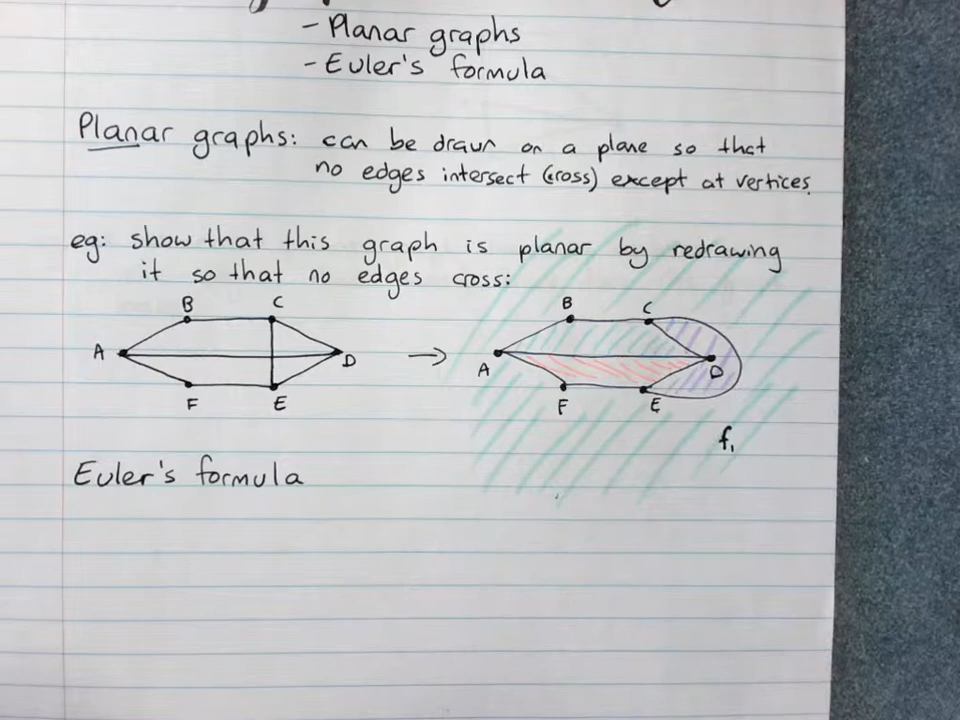 - Planar graphs
- Euler's formula
Planar graphs: can be drawn on a plane so that
no edges intersect (cross) except at vertices.
eg: show that this graph is planar by redrawing
it so that no edges cross:
B C
A D
F E
→
B C
A D
F E
f₁
Euler's formula